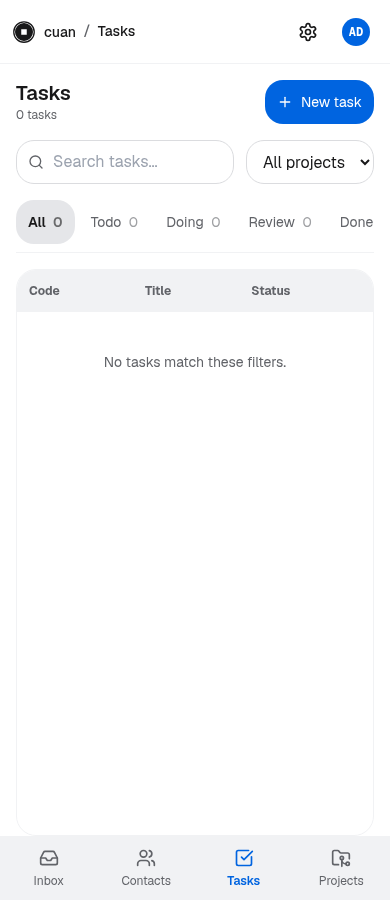 cuan / Tasks
AD
Tasks
0 tasks
New task
Search tasks...
All projects
All 0
Todo 0
Doing 0
Review 0
Done
Code Title Status
No tasks match these filters.
Inbox
Contacts
Tasks
Projects